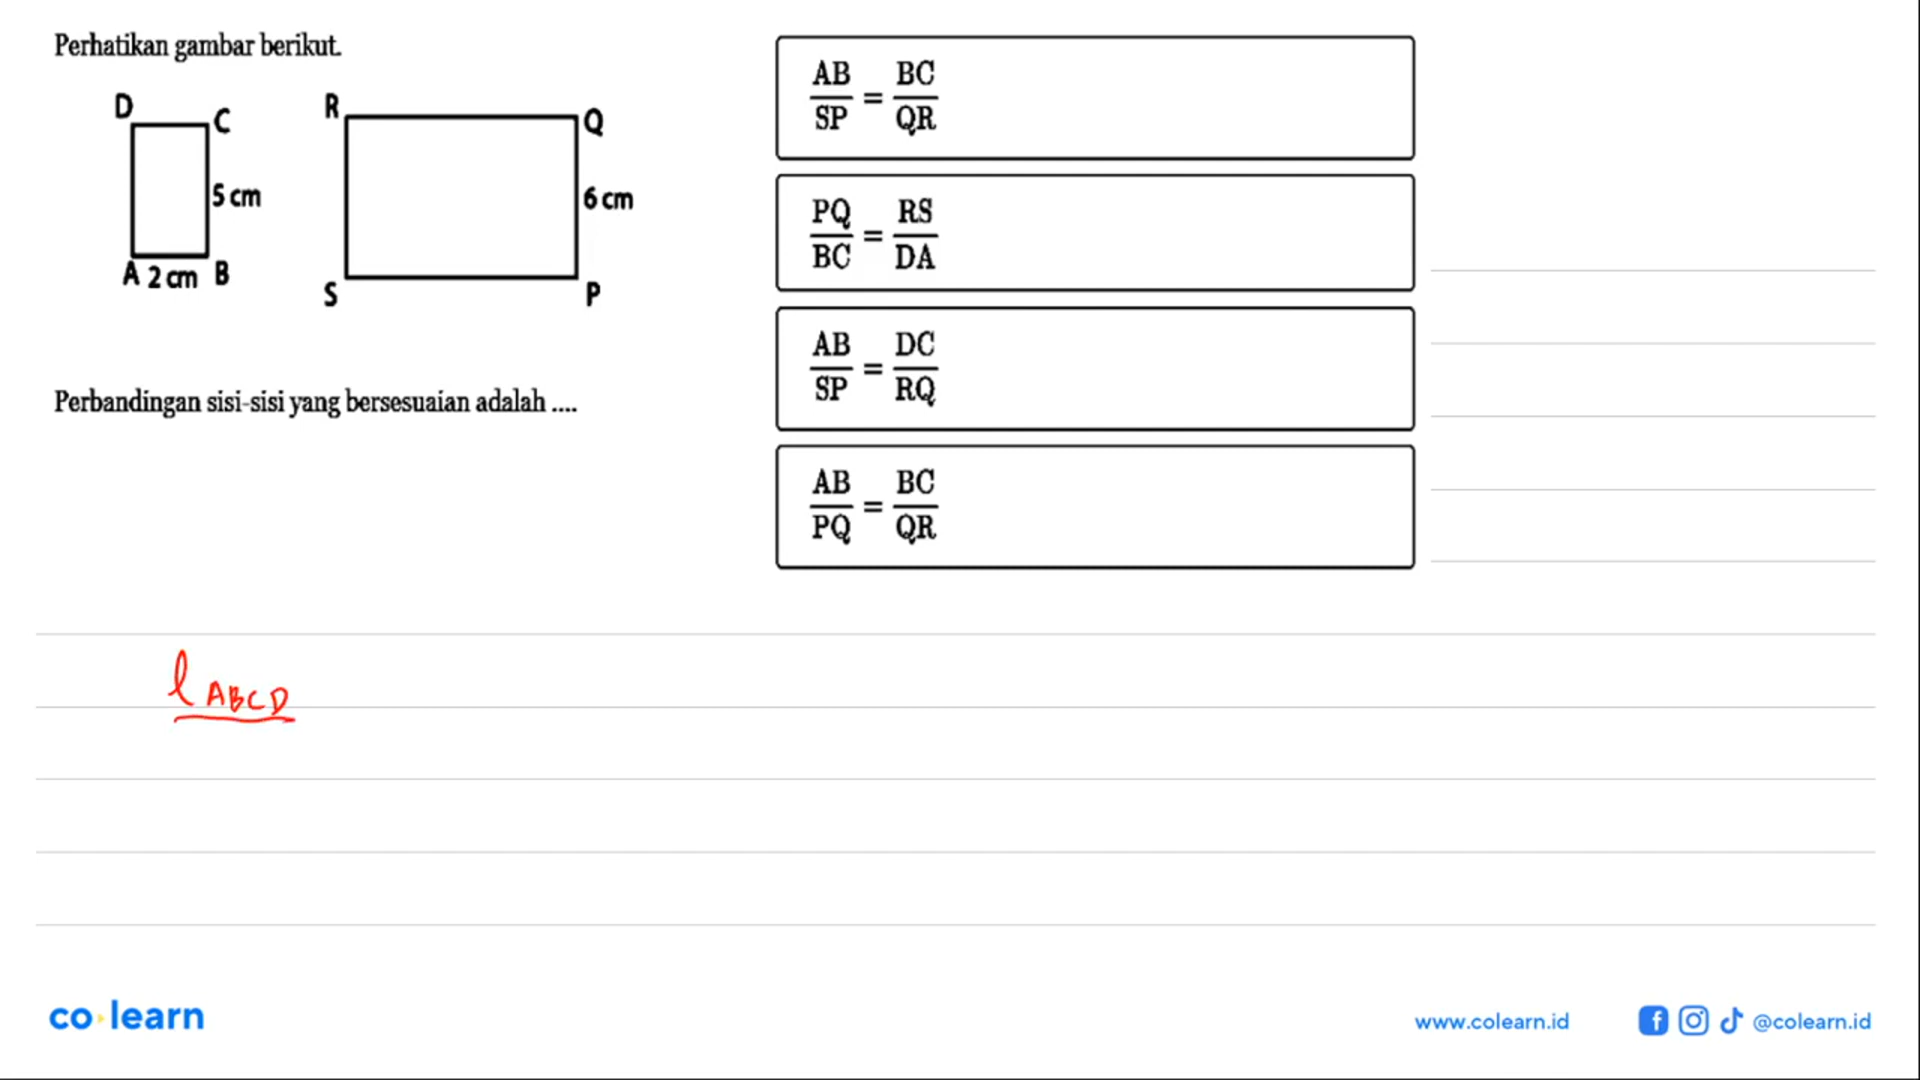 Perhatikan gambar berikut.
D
C
5 cm
A 2 cm B
R
Q
6 cm
S
P
Perbandingan sisi-sisi yang bersesuaian adalah ....
AB/SP = BC/QR
PQ/BC = RS/DA
AB/SP = DC/RQ
AB/PQ = BC/QR
l ABCD
co learn
www.colearn.id
@colearn.id